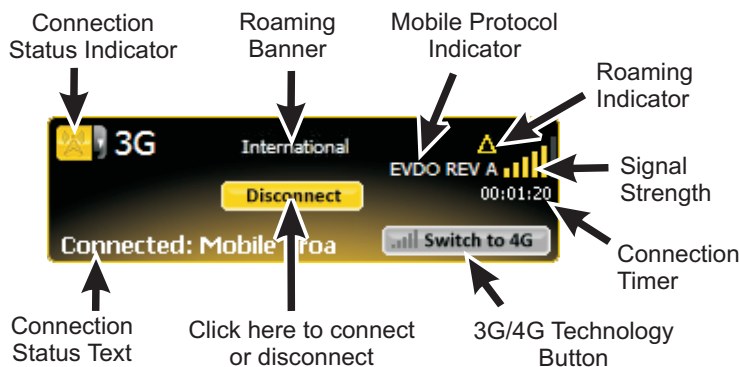 Connection
Status Indicator
Roaming
Banner
Mobile Protocol
Indicator
Roaming
Indicator
3G
International
EVDO REV A
Signal
Strength
Disconnect
00:01:20
Connected: Mobile
Switch to 4G
Connection
Timer
Connection
Status Text
Click here to connect
or disconnect
3G/4G Technology
Button